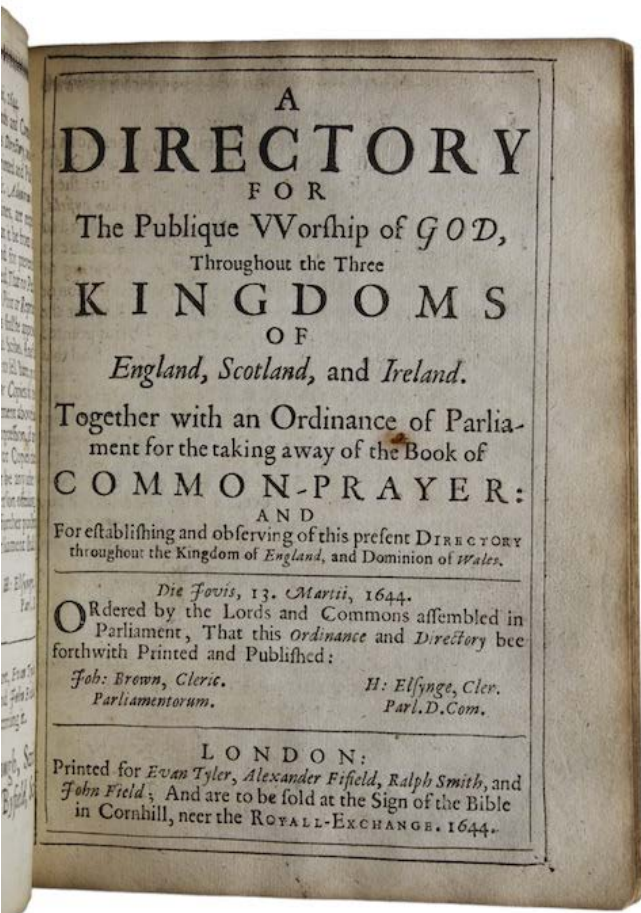 A
DIRECTORY
FOR
The Publique VVorſhip of GOD,
Throughout the Three
KINGDOMS
OF
England, Scotland, and Ireland.
Together with an Ordinance of Parlia-
ment for the taking away of the Book of
COMMON-PRAYER:
AND
For eſtabliſhing and obſerving of this preſent DIRECTORY
throughout the Kingdom of England, and Dominion of Wales.
Die Jovis, 13. Martii, 1644.
ORdered by the Lords and Commons aſſembled in
Parliament, That this Ordinance and Directory bee
forthwith Printed and Publiſhed:
Joh: Brown, Cleric.
Parliamentorum.
H: Elſynge, Cler.
Parl.D.Com.
LONDON:
Printed for Evan Tyler, Alexander Fifield, Ralph Smith, and
John Field; And are to be ſold at the Sign of the Bible
in Cornhill, neer the ROYALL-EXCHANGE. 1644.